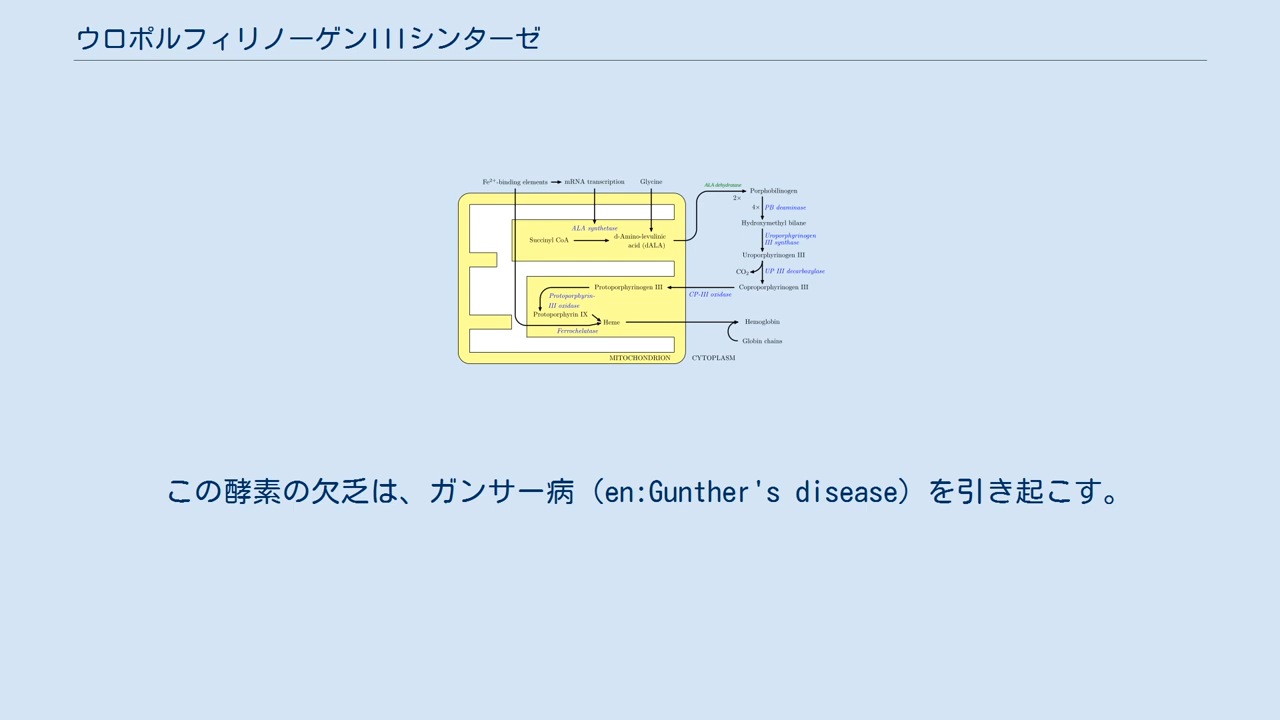 ウロポルフィリノーゲンIIIシンターゼ
Fe2+-binding elements
mRNA transcription
Glycine
ALA dehydratase
Porphobilinogen
2×
4×
PB deaminase
Hydroxymethyl bilane
ALA synthetase
Succinyl CoA
d-Amino-levulinic
acid (dALA)
Uroporphyrinogen
III synthase
Uroporphyrinogen III
CO2
UP III decarboxylase
Protoporphyrinogen III
CP-III oxidase
Coproporphyrinogen III
Protoporphyrin-
III oxidase
Protoporyrin IX
Heme
Ferrochelatase
Hemoglobin
Globin chains
MITOCHONDRION
CYTOPLASM
この酵素の欠乏は、ガンサー病（en:Gunther's disease）を引き起こす。